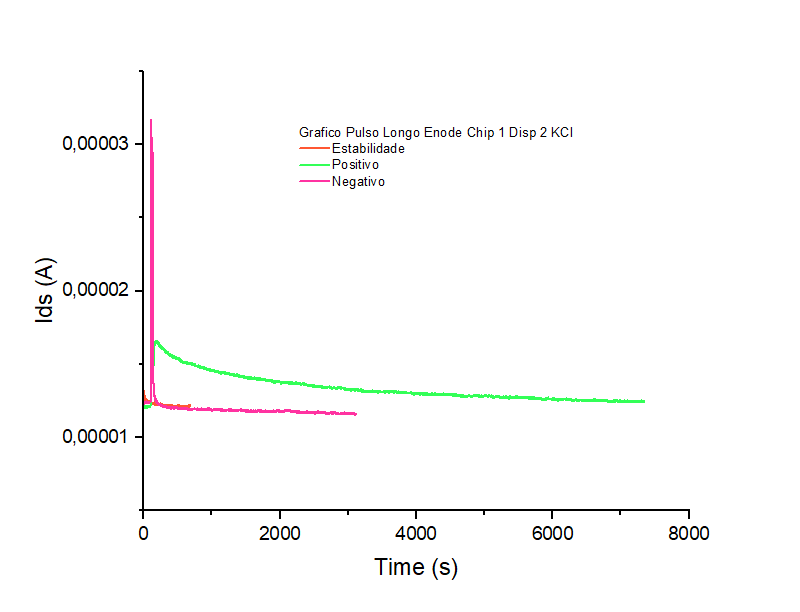 Grafico Pulso Longo Enode Chip 1 Disp 2 KCl
Estabilidade
Positivo
Negativo
0,00003
0,00002
0,00001
Ids (A)
0 2000 4000 6000 8000
Time (s)